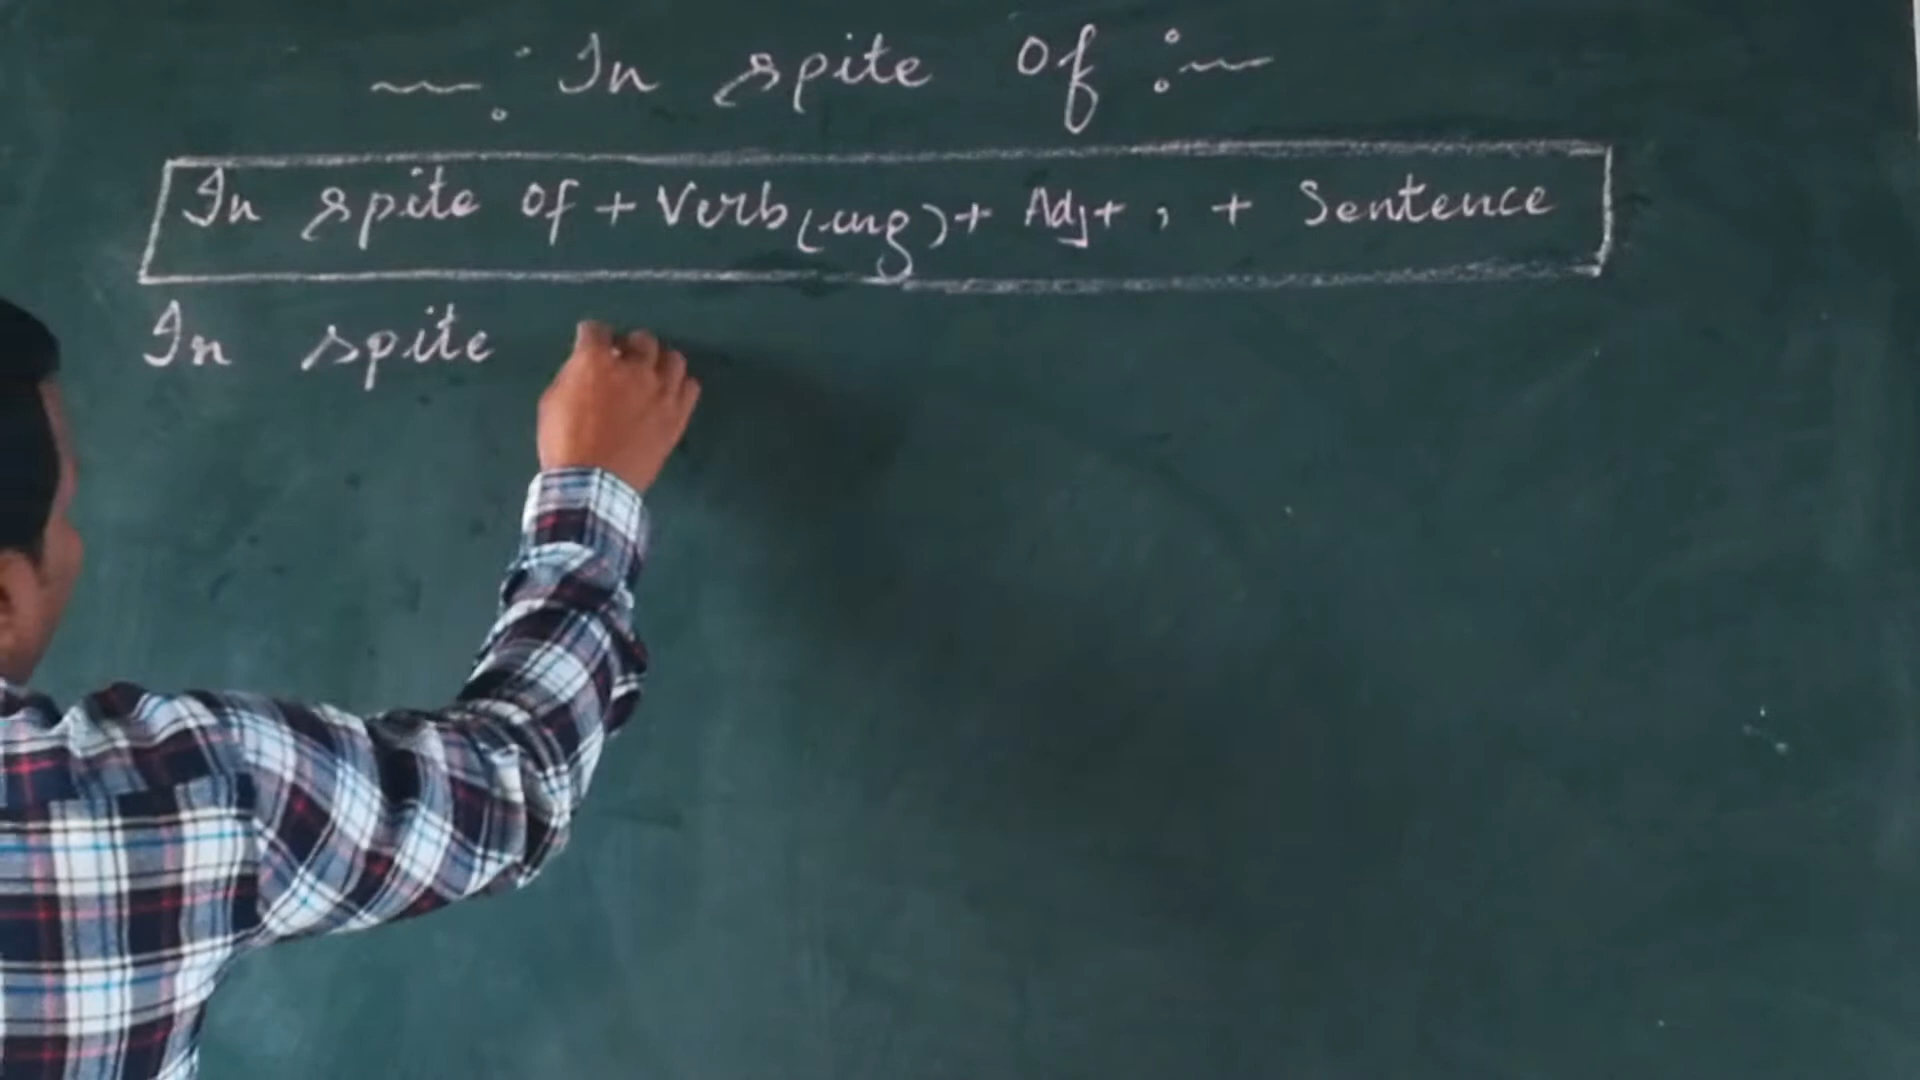 ~ : In spite of : ~
In spite of + Verb (ing) + Adj + , + Sentence
In spite